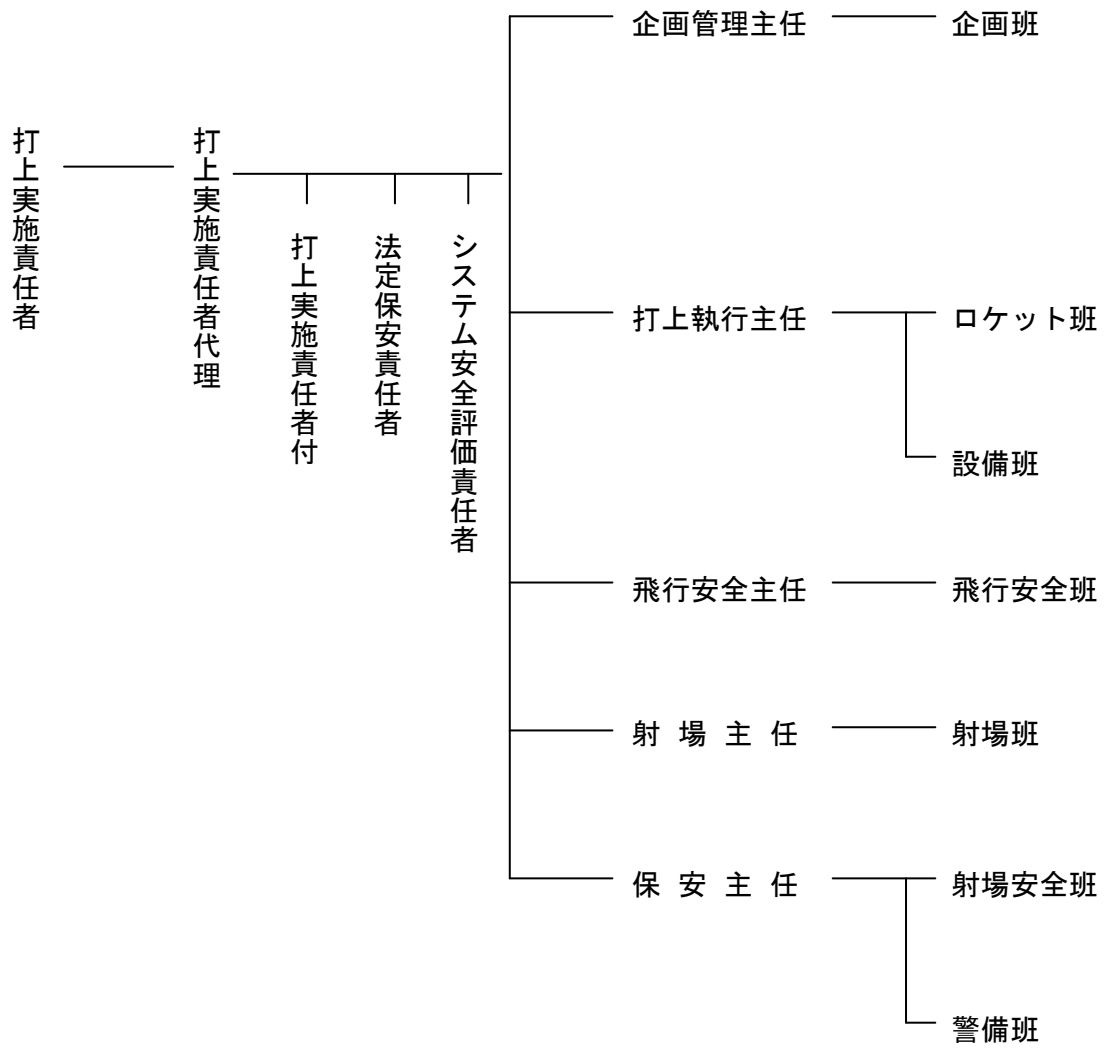 打上実施責任者
打上実施責任者代理
打上実施責任者付
法定保安責任者
システム安全評価責任者
企画管理主任
企画班
打上執行主任
ロケット班
設備班
飛行安全主任
飛行安全班
射場主任
射場班
保安主任
射場安全班
警備班